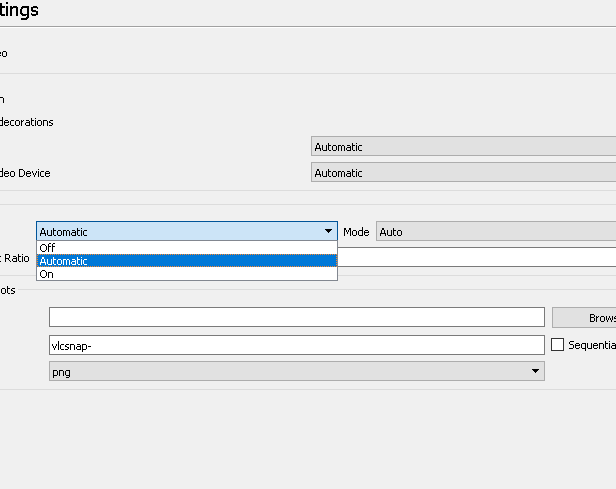 tings
eo
n
decorations
Automatic
deo Device
Automatic
Automatic
Mode
Auto
Off
t Ratio
Automatic
On
ots
Brows
vlcsnap-
Sequentia
png